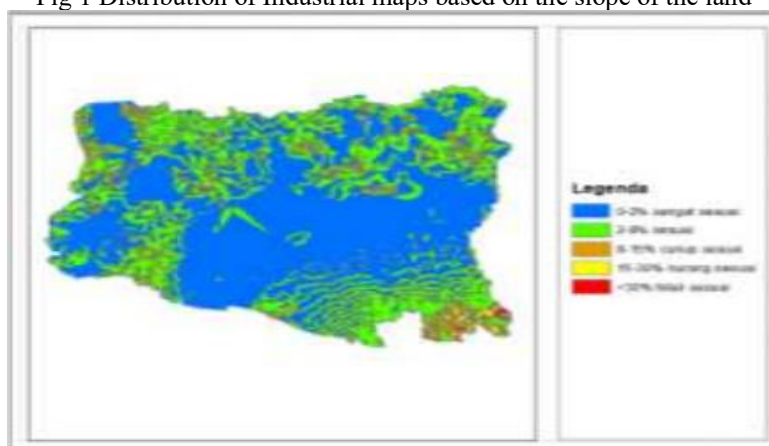 Fig 1 Distribution of Industrial maps based on the slope of the land
Legenda
0-2% sangat sesuai
2-8% sesuai
8-15% cukup sesuai
15-30% kurang sesuai
<30% tidak sesuai